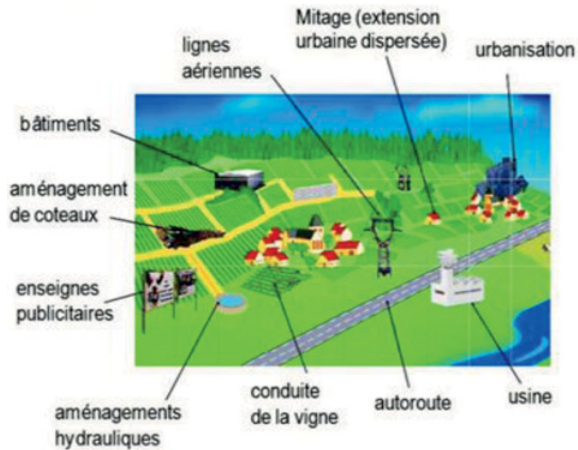 Mitage (extension
urbaine dispersée)
lignes
aériennes
urbanisation
bâtiments
aménagement
de coteaux
enseignes
publicitaires
aménagements
hydrauliques
conduite
de la vigne
autoroute
usine